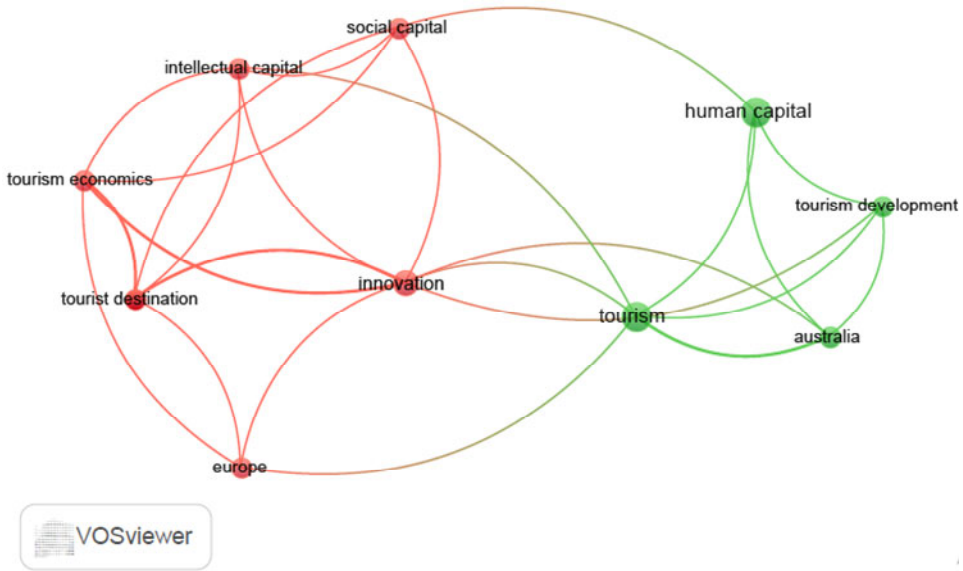 social capital
intellectual capital
human capital
tourism economics
tourism development
innovation
tourist destination
tourism
australia
europe
VOSviewer